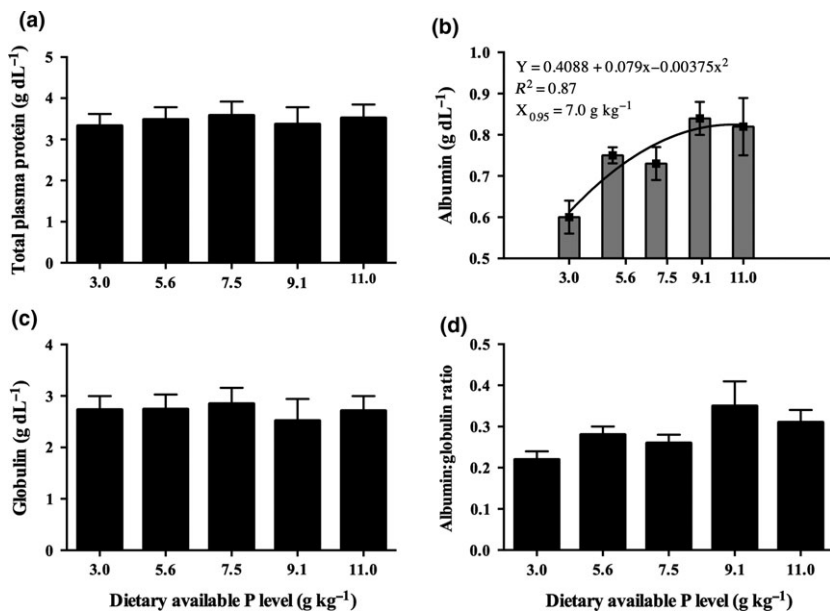 (a)
Total plasma protein (g dL⁻¹)
5
4
3
2
1
0
3.0 5.6 7.5 9.1 11.0
(b)
Y = 0.4088 + 0.079x−0.00375x²
R² = 0.87
X₀.₉₅ = 7.0 g kg⁻¹
Albumin (g dL⁻¹)
1.0
0.9
0.8
0.7
0.6
0.5
3.0 5.6 7.5 9.1 11.0
(c)
Globulin (g dL⁻¹)
4
3
2
1
0
3.0 5.6 7.5 9.1 11.0
Dietary available P level (g kg⁻¹)
(d)
Albumin:globulin ratio
0.5
0.4
0.3
0.2
0.1
0.0
3.0 5.6 7.5 9.1 11.0
Dietary available P level (g kg⁻¹)